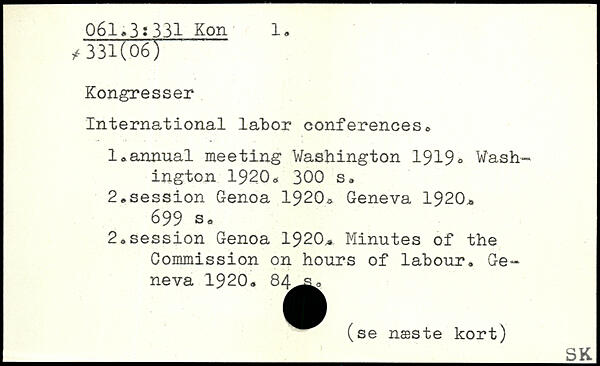 061.3:331 Kon 1.
+ 331(06)
Kongresser
International labor conferences.
1.annual meeting Washington 1919. Wash-
ington 1920. 300 s.
2.session Genoa 1920. Geneva 1920.
699 s.
2.session Genoa 1920. Minutes of the
Commission on hours of labour. Ge-
neva 1920. 84 s.
(se næste kort)
SK